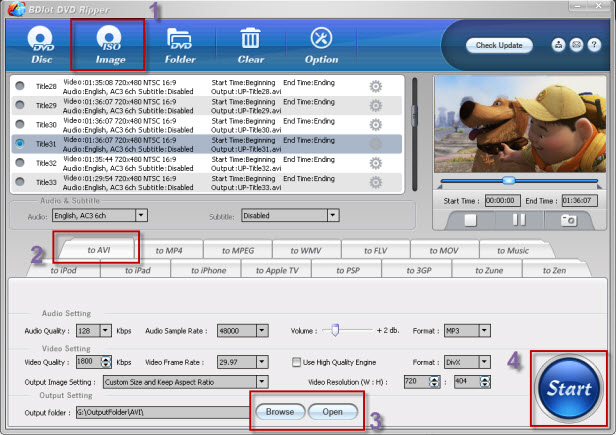 BDlot DVD Ripper
1
DVD
ISO
DVD
Disc Image Folder Clear Option
Check Update
?
Title28 Video:01:35:08 720x480 NTSC 16:9 Start Time:Beginning End Time:Ending
Audio:English, AC3 6ch Subtitle:Disabled Output:UP-Title28.avi
Title29 Video:01:36:07 720x480 NTSC 16:9 Start Time:Beginning End Time:Ending
Audio:English, AC3 6ch Subtitle:Disabled Output:UP-Title29.avi
Title30 Video:01:36:07 720x480 NTSC 16:9 Start Time:Beginning End Time:Ending
Audio:English, AC3 6ch Subtitle:Disabled Output:UP-Title30.avi
Title31 Video:01:36:07 720x480 NTSC 16:9 Start Time:Beginning End Time:Ending
Audio:English, AC3 6ch Subtitle:Disabled Output:UP-Title31.avi
Title32 Video:01:35:44 720x480 NTSC 16:9 Start Time:Beginning End Time:Ending
Audio:English, AC3 6ch Subtitle:Disabled Output:UP-Title32.avi
Title33 Video:01:29:54 720x480 NTSC 16:9 Start Time:Beginning End Time:Ending
Audio:English, AC3 6ch Subtitle:Disabled Output:UP-Title33.avi
Start Time : 00:00:00 End Time : 01:36:07
Audio & Subtitle
Audio: English, AC3 6ch Subtitle: Disabled
2
to AVI to MP4 to MPEG to WMV to FLV to MOV to Music
to iPod to iPad to iPhone to Apple TV to PSP to 3GP to Zune to Zen
Audio Setting
Audio Quality : 128 Kbps Audio Sample Rate : 48000 Volume : + 2 db. Format : MP3
Video Setting
Video Quality : 1800 Kbps Video Frame Rate : 29.97 Use High Quality Engine Format : DivX
Output Image Setting : Custom Size and Keep Aspect Ratio Video Resolution (W : H) : 720 : 404
Output Setting
Output folder : G:\OutputFolder\AVI\ Browse Open
3
4
Start